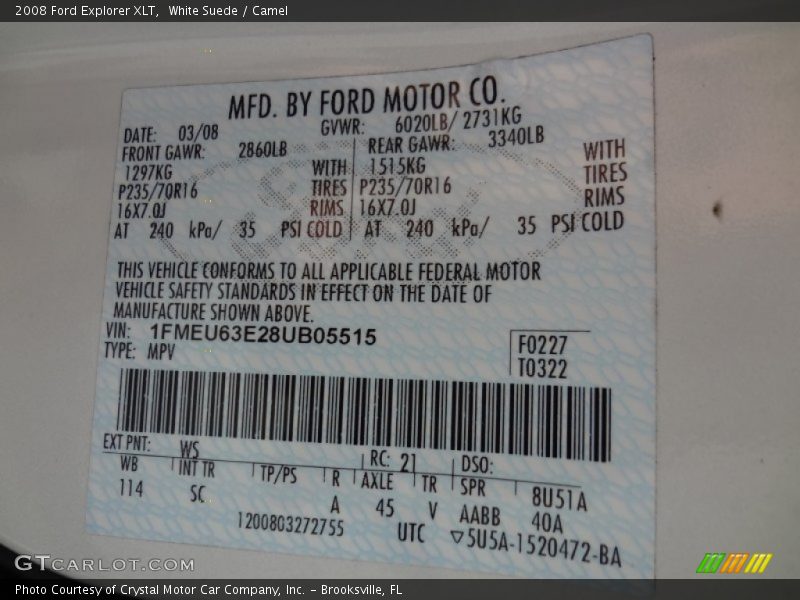 2008 Ford Explorer XLT,  White Suede / Camel
MFD. BY FORD MOTOR CO.
DATE: 03/08 GVWR: 6020LB/ 2731KG
FRONT GAWR: 2860LB REAR GAWR: 3340LB
1297KG WITH 1515KG WITH
P235/70R16 TIRES P235/70R16 TIRES
16X7.0J RIMS 16X7.0J RIMS
AT 240 kPa/ 35 PSI COLD AT 240 kPa/ 35 PSI COLD
THIS VEHICLE CONFORMS TO ALL APPLICABLE FEDERAL MOTOR
VEHICLE SAFETY STANDARDS IN EFFECT ON THE DATE OF
MANUFACTURE SHOWN ABOVE.
VIN: 1FMEU63E28UB05515
TYPE: MPV
F0227
T0322
EXT PNT: WS RC: 21 DSO:
WB INT TR TP/PS R AXLE TR SPR 8U51A
114 SC A 45 V AABB 40A
1200803272755 UTC ▽5U5A-1520472-BA
GTCARLOT.COM
Photo Courtesy of Crystal Motor Car Company, Inc. – Brooksville, FL